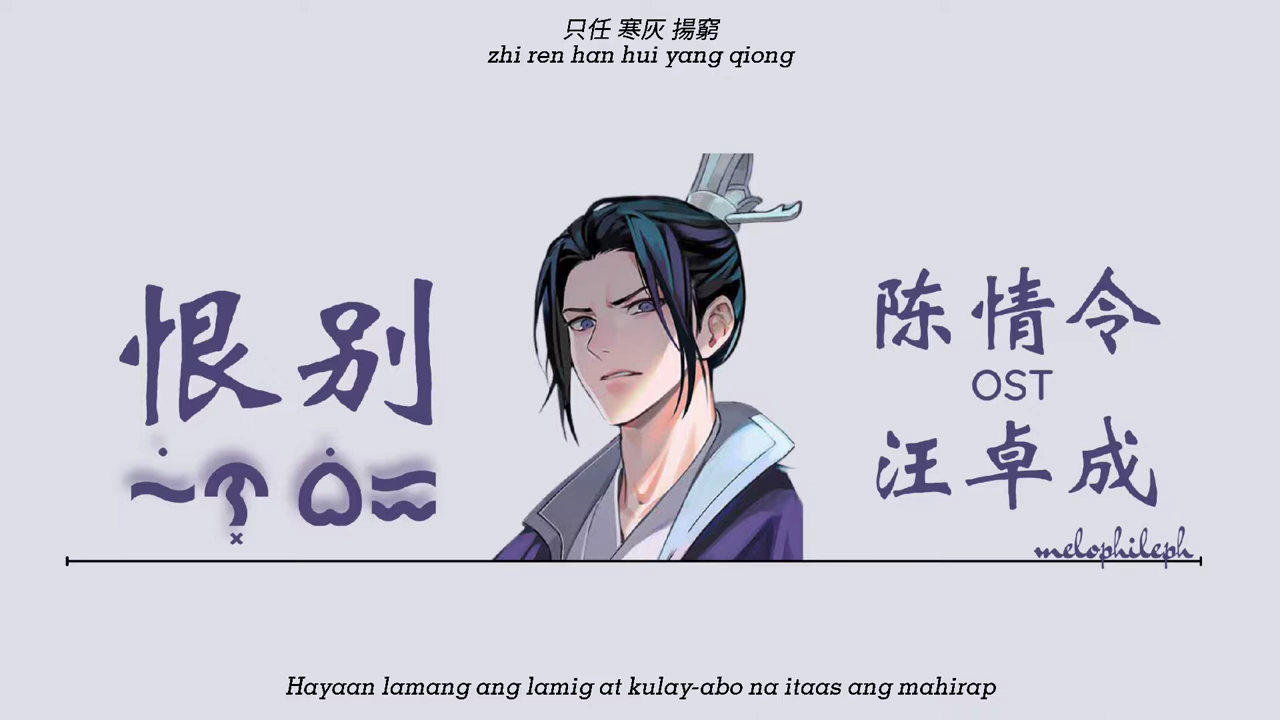 只任 寒灰 揚窮
zhi ren han hui yang qiong
恨别
ᜑᜒᜈ᜔ ᜊᜒᜁ
陈情令
OST
汪卓成
melophileph
Hayaan lamang ang lamig at kulay-abo na itaas ang mahirap